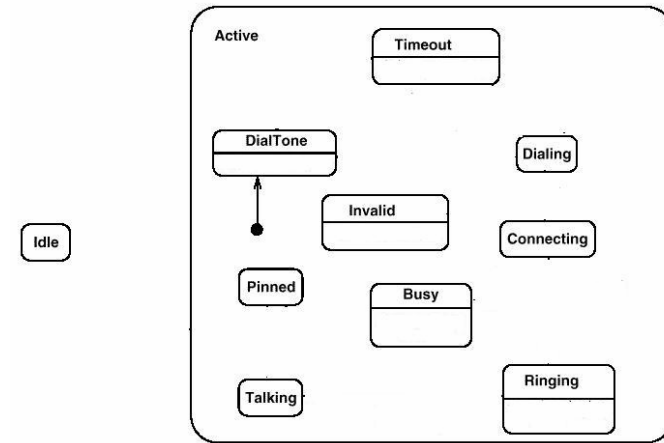 Active
Timeout
DialTone
Dialing
Invalid
Idle
Connecting
Pinned
Busy
Talking
Ringing